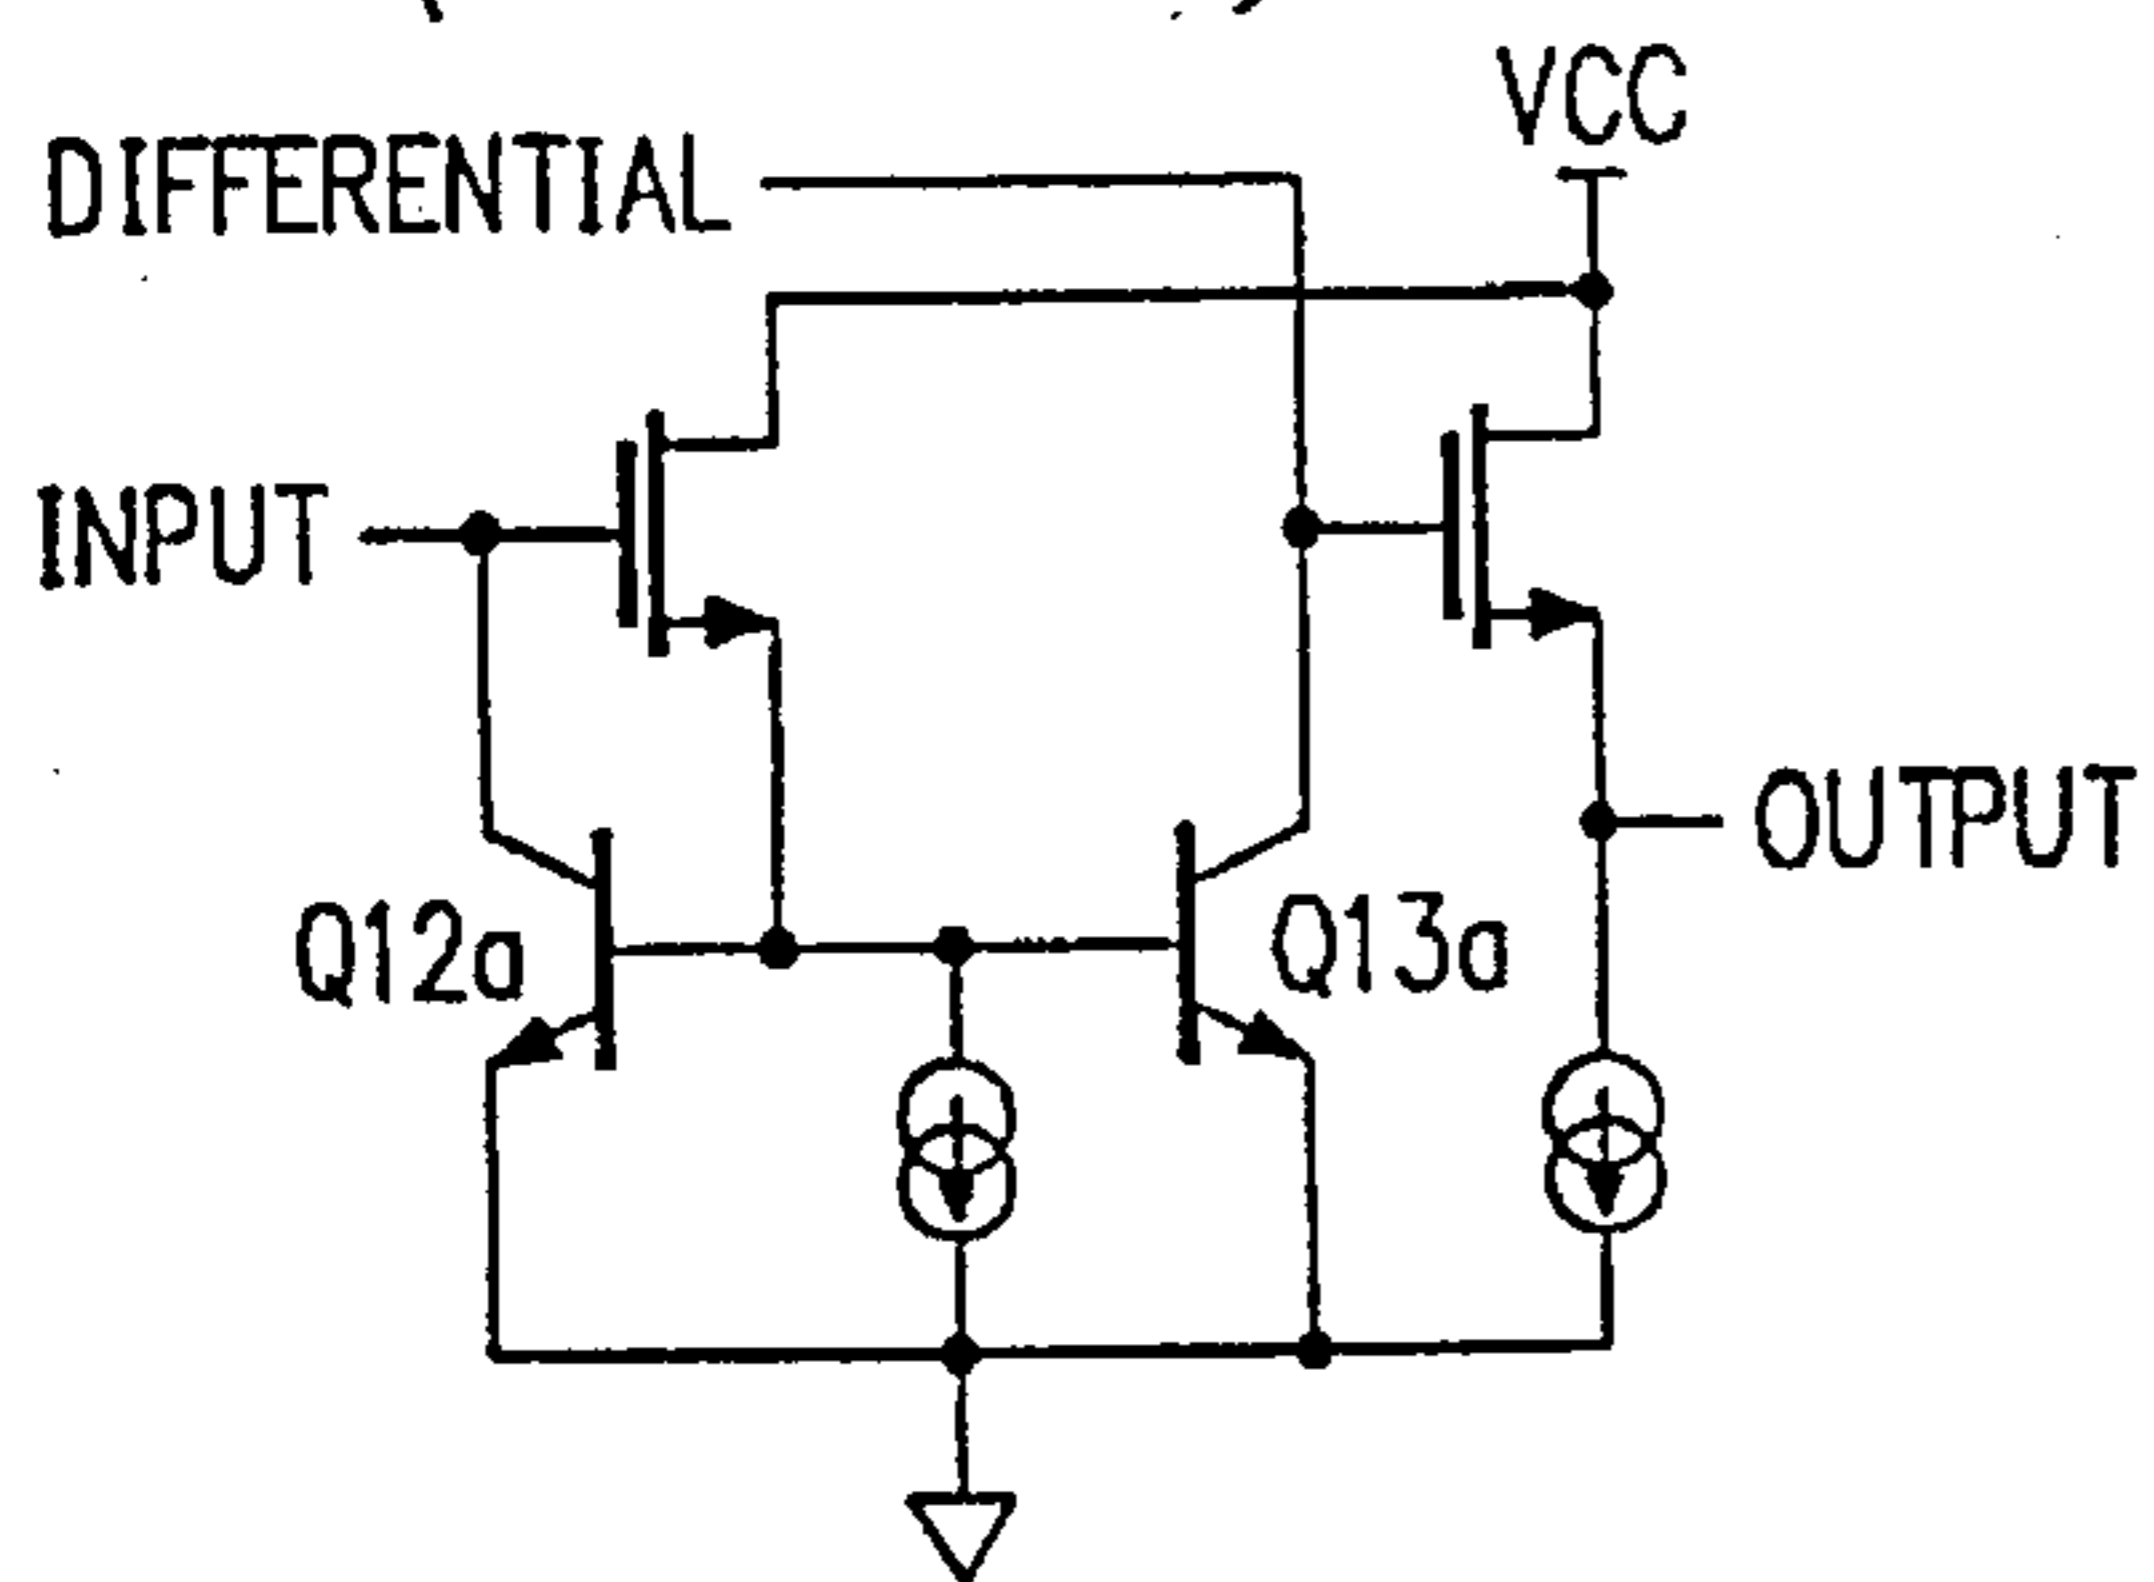 VCC
DIFFERENTIAL
INPUT
OUTPUT
Q12a
Q13a